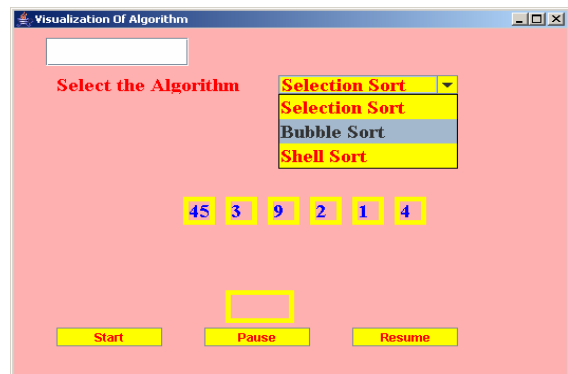 Visualization Of Algorithm
Select the Algorithm Selection Sort
Selection Sort
Bubble Sort
Shell Sort
45 3 9 2 1 4
Start Pause Resume